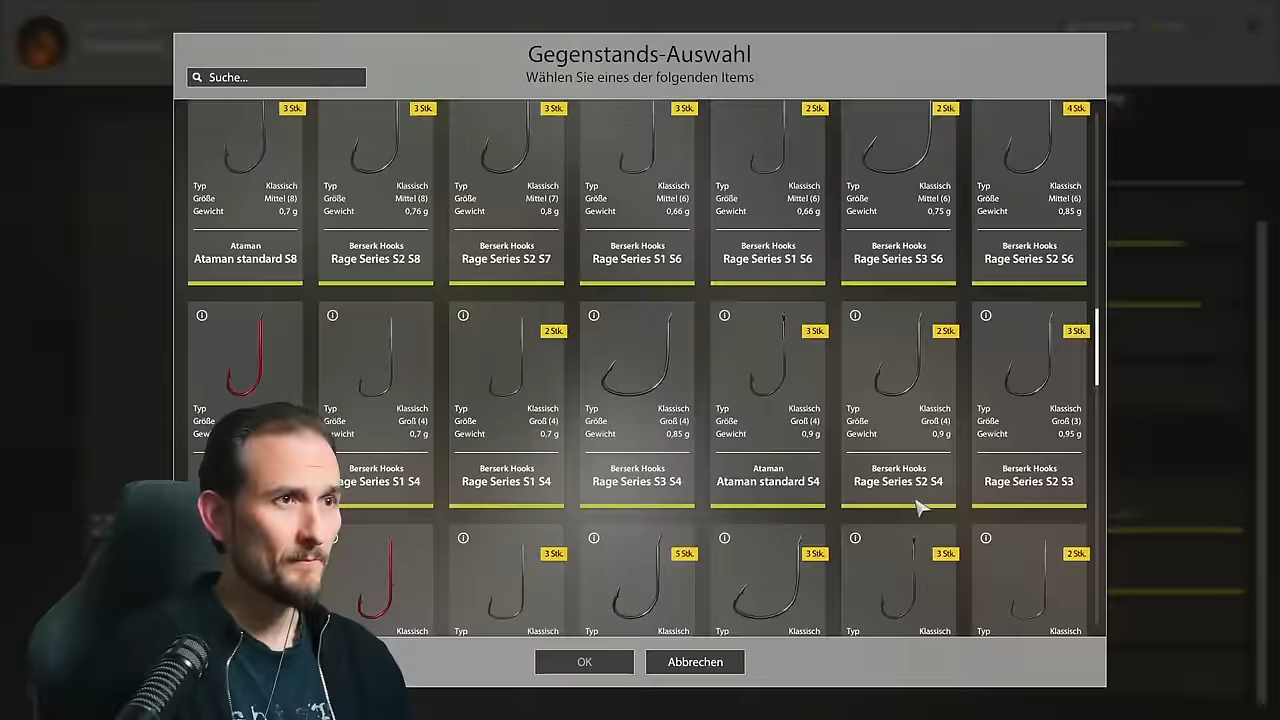 Gegenstands-Auswahl
Suche...
Wählen Sie eines der folgenden Items
3 Stk. 3 Stk. 3 Stk. 3 Stk. 2 Stk. 2 Stk. 4 Stk.
Typ Klassisch Typ Klassisch Typ Klassisch Typ Klassisch Typ Klassisch Typ Klassisch Typ Klassisch
Größe Mittel (8) Größe Mittel (8) Größe Mittel (7) Größe Mittel (6) Größe Mittel (6) Größe Mittel (6) Größe Mittel (6)
Gewicht 0,7 g Gewicht 0,76 g Gewicht 0,8 g Gewicht 0,66 g Gewicht 0,66 g Gewicht 0,75 g Gewicht 0,85 g
Ataman Berserk Hooks Berserk Hooks Berserk Hooks Berserk Hooks Berserk Hooks Berserk Hooks
Ataman standard S8 Rage Series S2 S8 Rage Series S2 S7 Rage Series S1 S6 Rage Series S1 S6 Rage Series S3 S6 Rage Series S2 S6
2 Stk. 3 Stk. 2 Stk. 3 Stk.
Typ Klassisch Typ Klassisch Typ Klassisch Typ Klassisch Typ Klassisch Typ Klassisch Typ Klassisch
Größe Groß (4) Größe Groß (4) Größe Groß (4) Größe Groß (4) Größe Groß (4) Größe Groß (3)
wicht 0,7 g Gewicht 0,7 g Gewicht 0,85 g Gewicht 0,9 g Gewicht 0,9 g Gewicht 0,95 g
Berserk Hooks Berserk Hooks Berserk Hooks Ataman Berserk Hooks Berserk Hooks
age Series S1 S4 Rage Series S1 S4 Rage Series S3 S4 Ataman standard S4 Rage Series S2 S4 Rage Series S2 S3
3 Stk. 5 Stk. 3 Stk. 3 Stk. 2 Stk.
Klassisch Typ Klassisch Typ Klassisch Typ Klassisch Typ Klassisch Typ Klassisch
OK Abbrechen